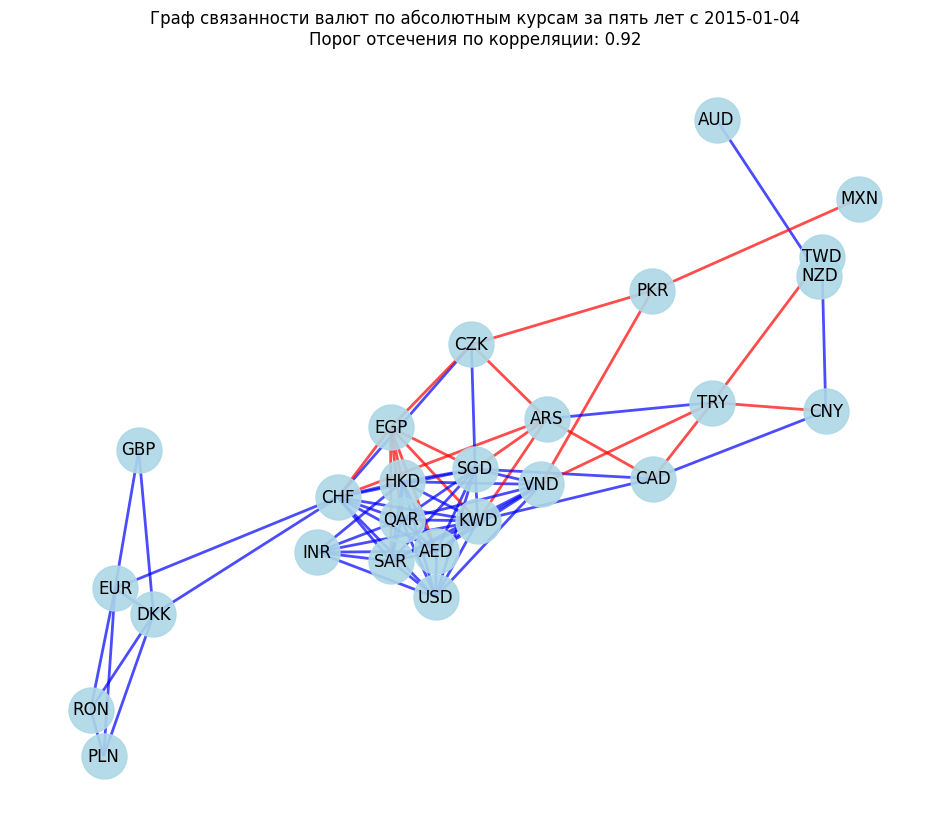 Граф связанности валют по абсолютным курсам за пять лет с 2015-01-04
Порог отсечения по корреляции: 0.92
AUD
MXN
TWD
NZD
PKR
CZK
TRY
CNY
ARS
EGP
GBP
SGD
HKD
VND
CAD
CHF
QAR
KWD
INR
AED
SAR
EUR
USD
DKK
RON
PLN